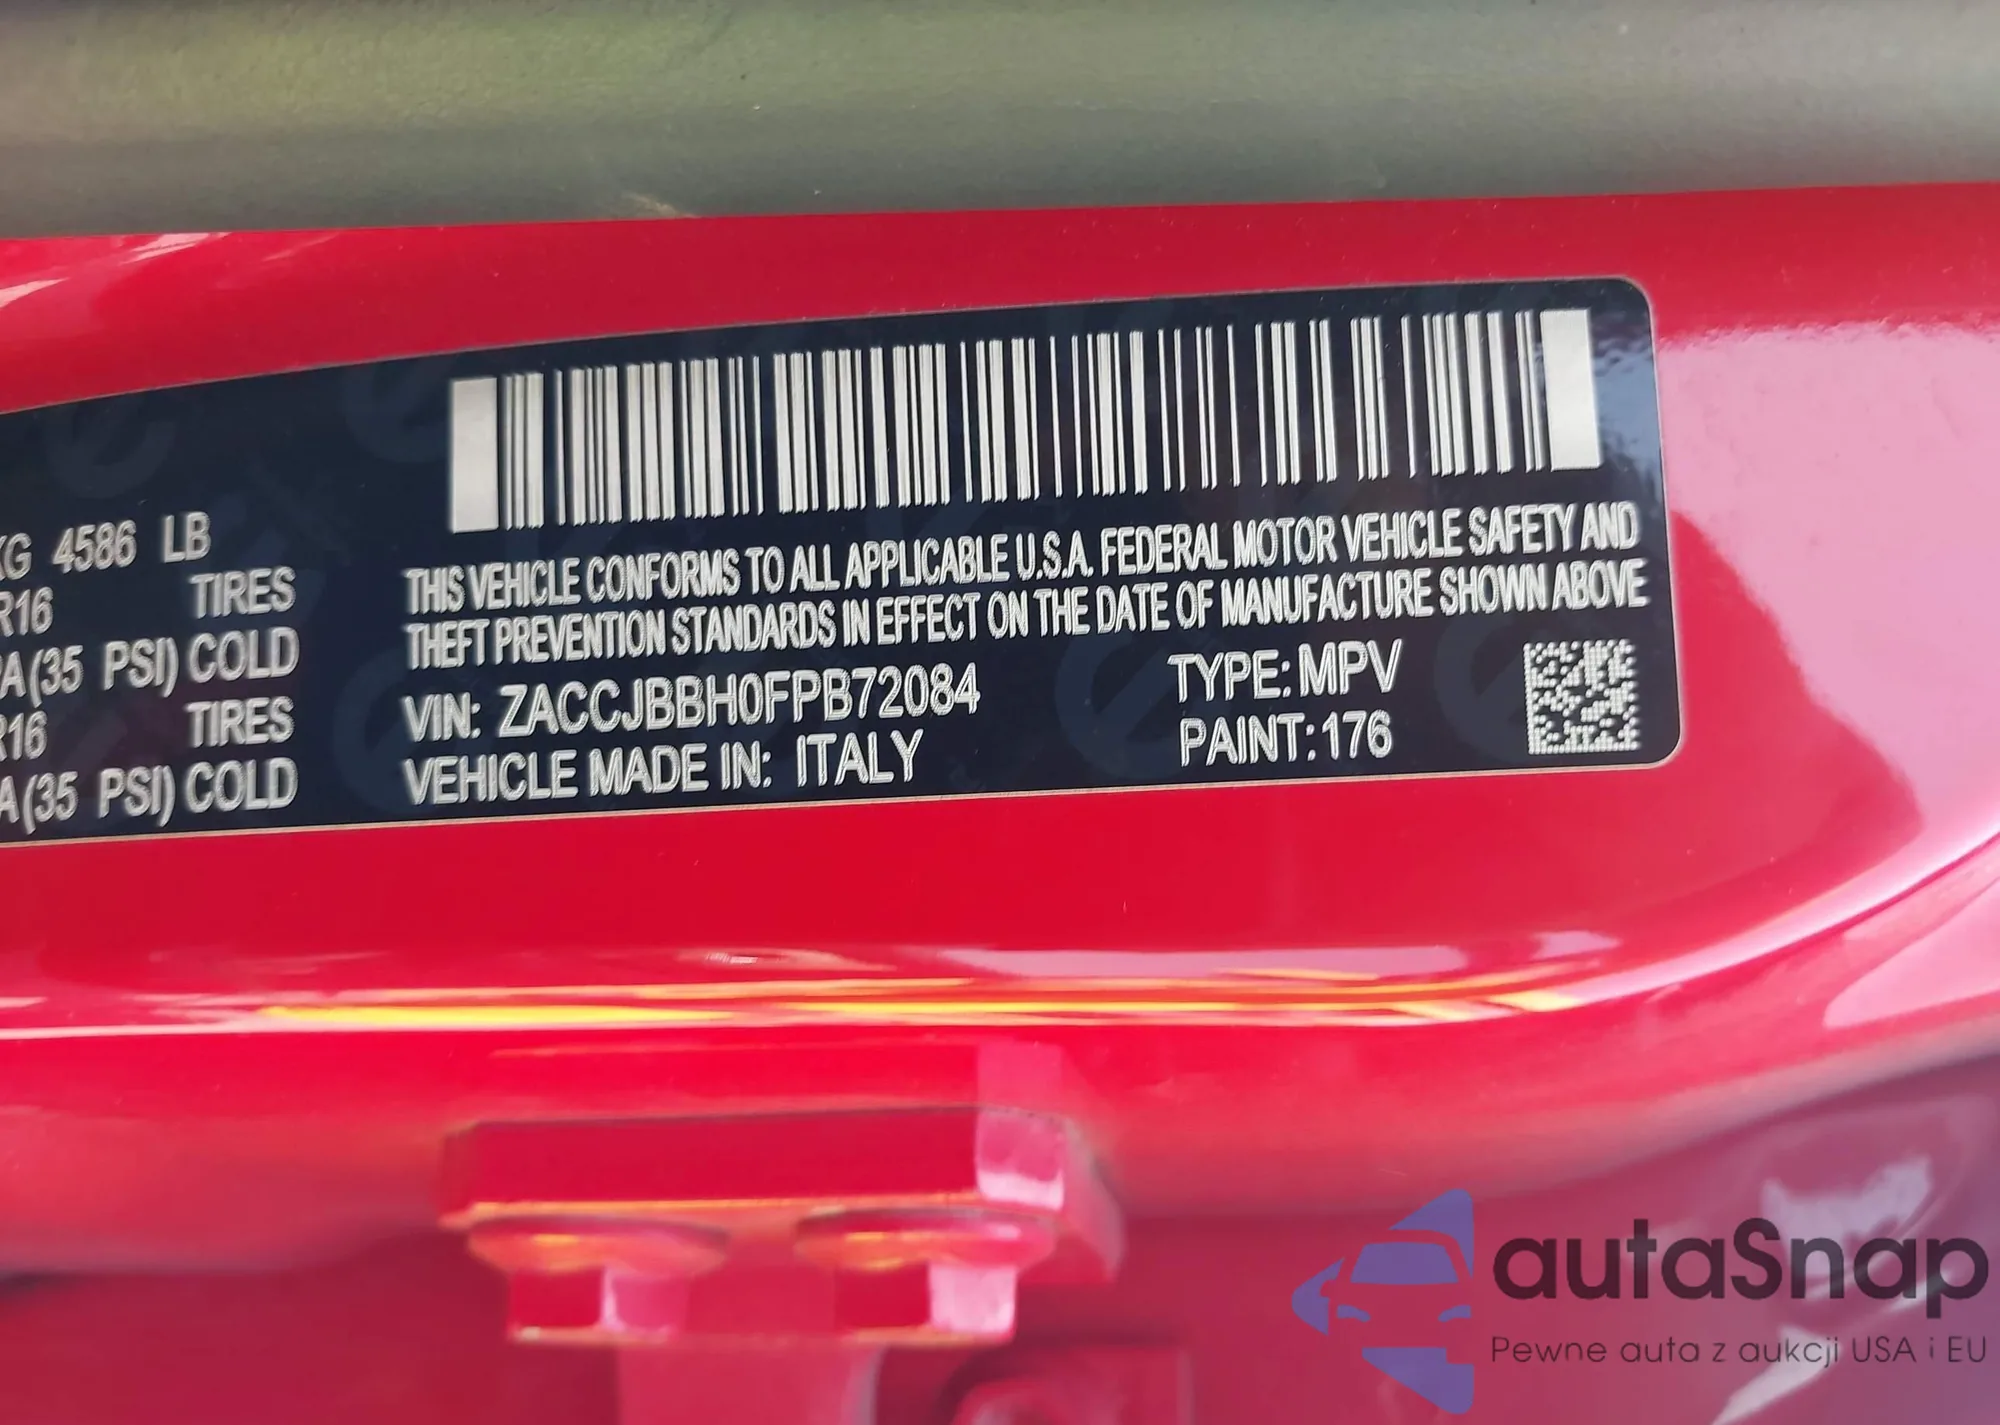 KG 4586 LB
R16 TIRES
PA(35 PSI) COLD
R16 TIRES
A(35 PSI) COLD
THIS VEHICLE CONFORMS TO ALL APPLICABLE U.S.A. FEDERAL MOTOR VEHICLE SAFETY AND
THEFT PREVENTION STANDARDS IN EFFECT ON THE DATE OF MANUFACTURE SHOWN ABOVE
VIN: ZACCJBBH0FPB72084 TYPE: MPV
VEHICLE MADE IN: ITALY PAINT: 176
autaSnap
Pewne auta z aukcji USA i EU